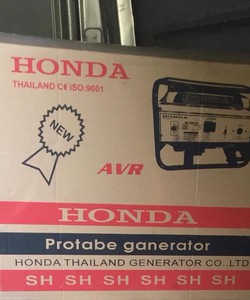 HONDA
THAILAND CE ISO:9001
NEW
AVR
HONDA
Protabe ganerator
HONDA THAILAND GENERATOR CO..LTD
SH SH SH SH SH SH